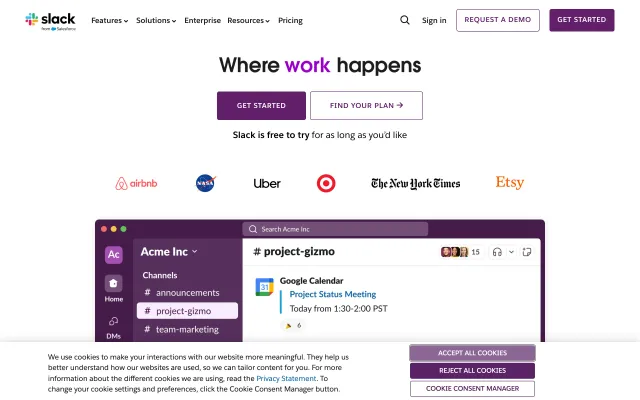 slack
from Salesforce
Features
Solutions
Enterprise
Resources
Pricing
Sign in
REQUEST A DEMO
GET STARTED
Where work happens
GET STARTED
FIND YOUR PLAN →
Slack is free to try for as long as you'd like
airbnb
NASA
Uber
The New York Times
Etsy
Search Acme Inc
Ac
Acme Inc
# project-gizmo
15
Home
DMs
Channels
# announcements
# project-gizmo
# team-marketing
31
Google Calendar
Project Status Meeting
Today from 1:30-2:00 PST
6
We use cookies to make your interactions with our website more meaningful. They help us
better understand how our websites are used, so we can tailor content for you. For more
information about the different cookies we are using, read the Privacy Statement. To
change your cookie settings and preferences, click the Cookie Consent Manager button.
ACCEPT ALL COOKIES
REJECT ALL COOKIES
COOKIE CONSENT MANAGER